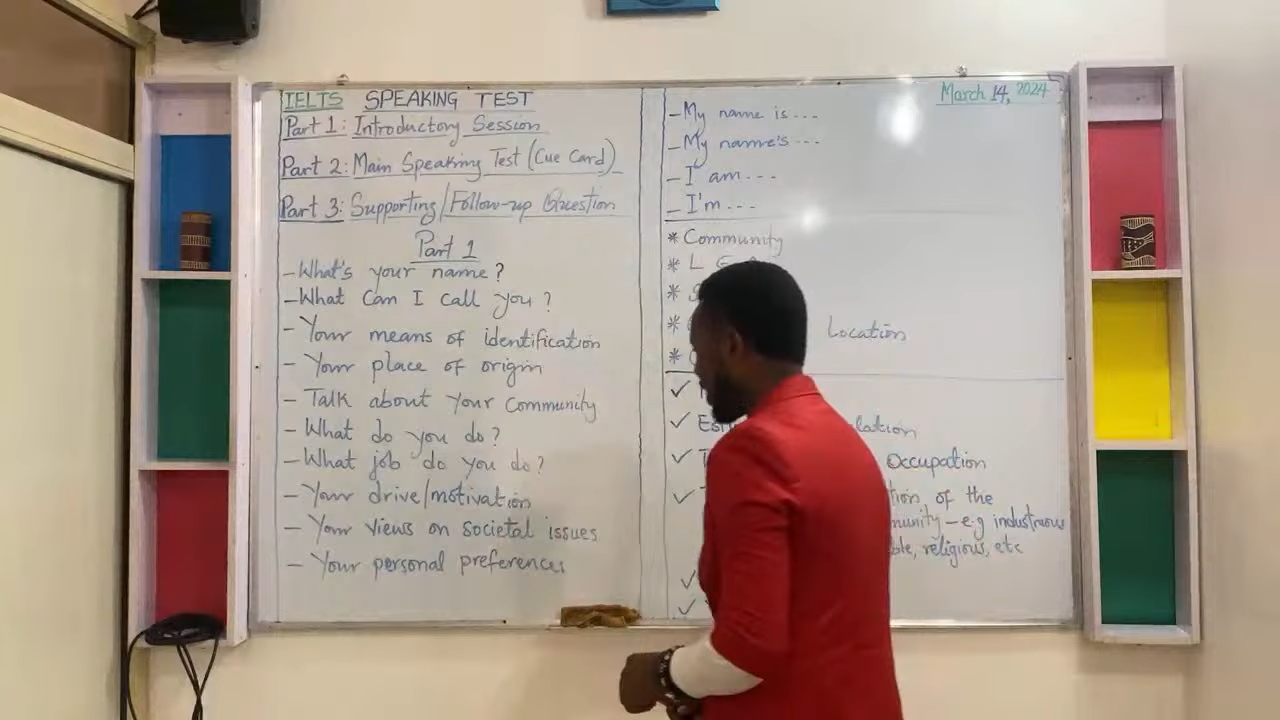 IELTS SPEAKING TEST
Part 1: Introductory Session
Part 2: Main Speaking Test (Cue Card)
Part 3: Supporting/Follow-up Question
Part 1
- What's your name?
- What can I call you?
- Your means of identification
- Your place of origin
- Talk about your community
- What do you do?
- What job do you do?
- Your drive/motivation
- Your views on societal issues
- Your personal preferences
March 14, 2024
- My name is...
- My name's...
- I am...
- I'm...
* Community
* L
*
* Location
*
✓
✓
✓ Occupation
✓ of the
- e.g industrious
religious, etc
✓
✓